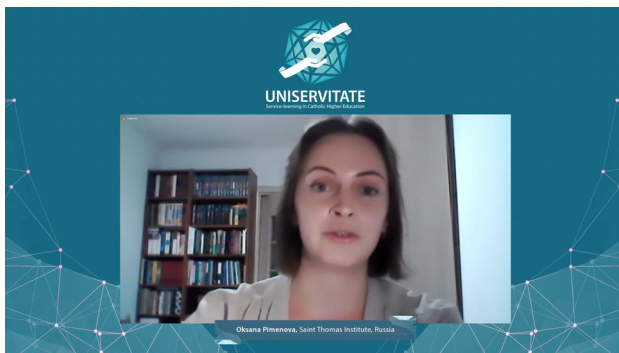 UNISERVITATE
Service-learning in Catholic Higher Education
Oksana Pimenova, Saint Thomas Institute, Russia